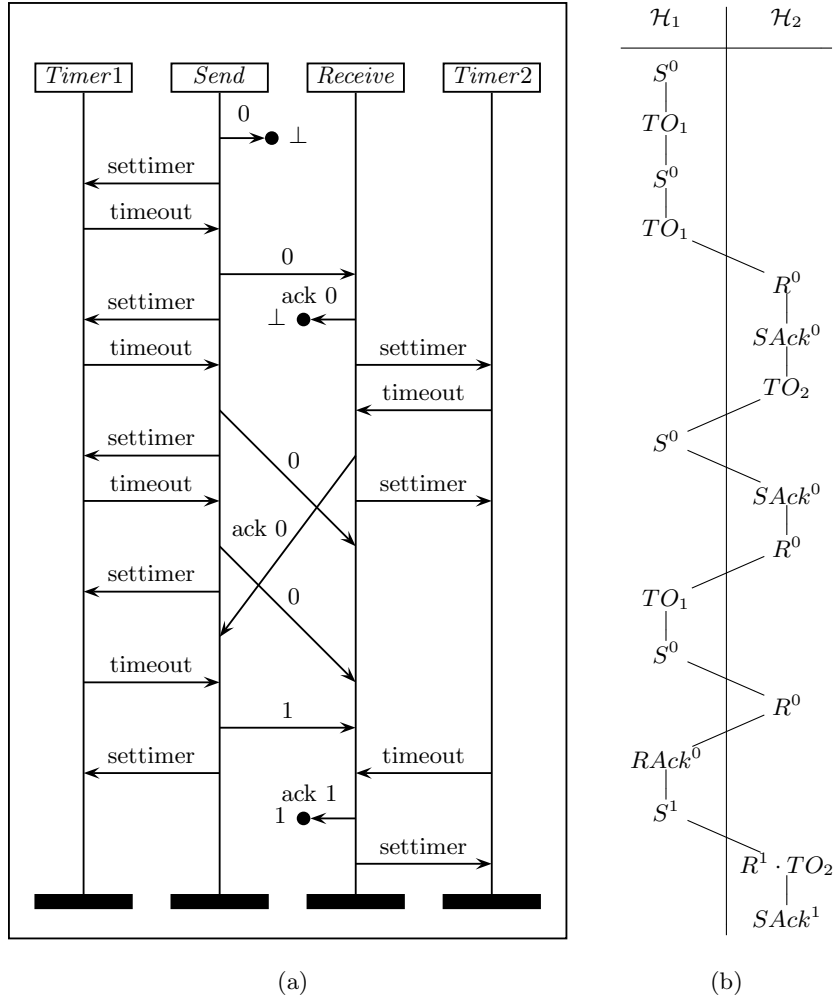 Timer1 Send Receive Timer2
0
⊥
settimer
timeout
0
settimer
ack 0
⊥
timeout
settimer
timeout
settimer
0
settimer
timeout
ack 0
settimer
0
timeout
1
settimer
timeout
ack 1
1
settimer
(a)
H₁ H₂
S⁰
TO₁
S⁰
TO₁
R⁰
SAck⁰
TO₂
S⁰
SAck⁰
R⁰
TO₁
S⁰
R⁰
RAck⁰
S¹
R¹ · TO₂
SAck¹
(b)